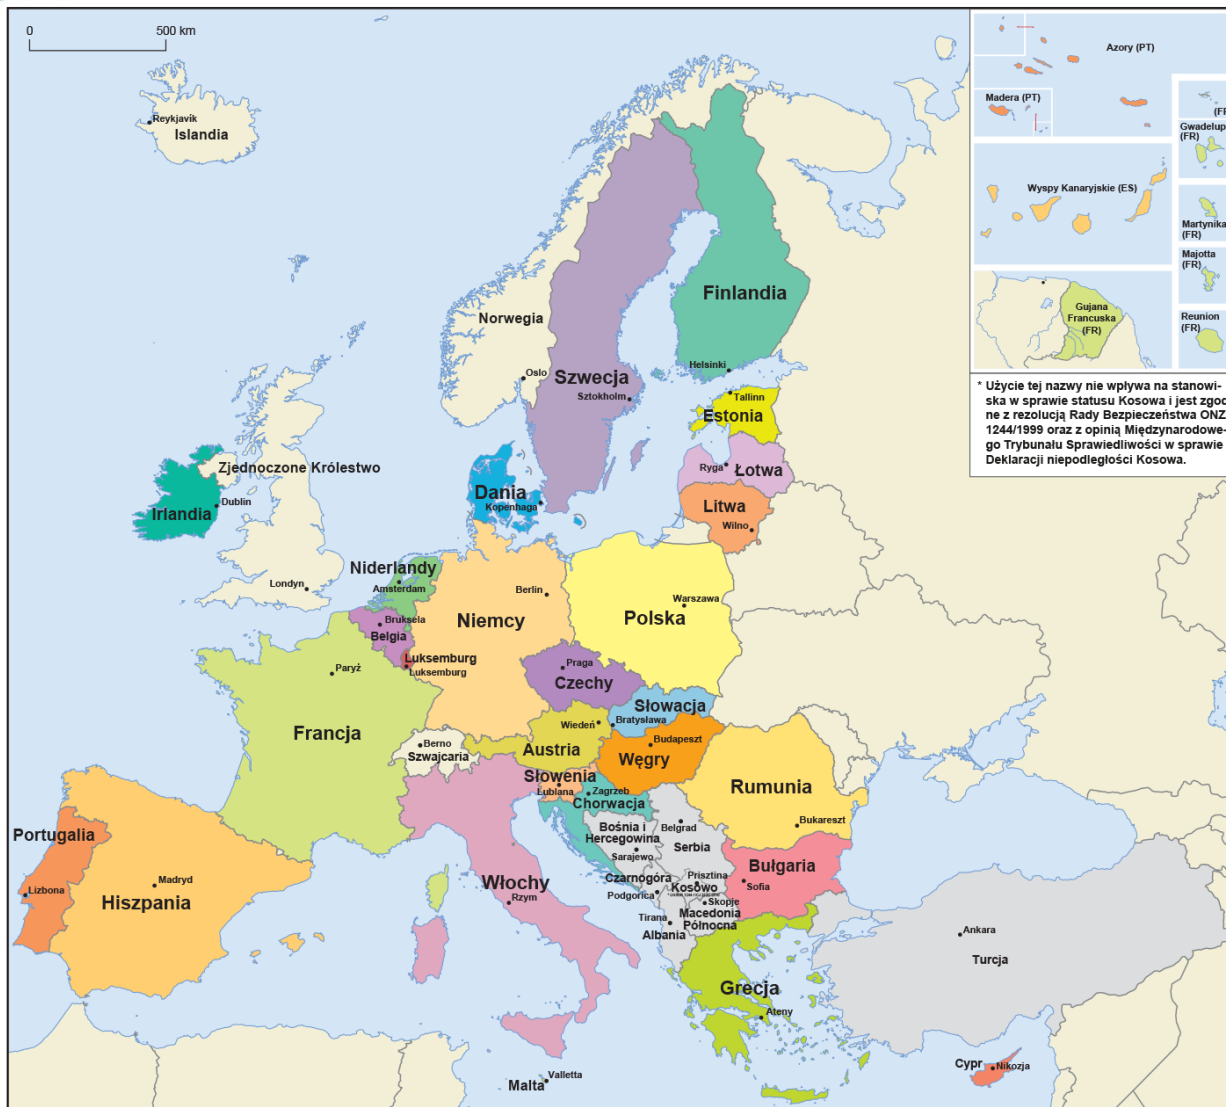 0
500 km
Azory (PT)
Madera (PT)
Gwadelup
(FR)
Wyspy Kanaryjskie (ES)
Martynika
(FR)
Majotta
(FR)
Gujana
Francuska
(FR)
Reunion
(FR)
* Użycie tej nazwy nie wpływa na stanowi-
ska w sprawie statusu Kosowa i jest zgod
ne z rezolucją Rady Bezpieczeństwa ONZ
1244/1999 oraz z opinią Międzynarodowe-
go Trybunału Sprawiedliwości w sprawie
Deklaracji niepodległości Kosowa.
Reykjavík
Islandia
Finlandia
Norwegia
Helsinki
Oslo
Szwecja
Sztokholm
Tallinn
Estonia
Zjednoczone Królestwo
Ryga
Łotwa
Dania
Kopenhaga
Litwa
Wilno
Dublin
Irlandia
Niderlandy
Amsterdam
Londyn
Berlin
Warszawa
Niemcy
Polska
Bruksela
Belgia
Luksemburg
Luksemburg
Paryż
Praga
Czechy
Słowacja
Bratysława
Wiedeń
Francja
Berno
Szwajcaria
Austria
Budapeszt
Węgry
Słowenia
Lublana
Zagrzeb
Chorwacja
Rumunia
Bukareszt
Bośnia i
Hercegowina
Sarajewo
Belgrad
Serbia
Portugalia
Lizbona
Madryd
Hiszpania
Włochy
Rzym
Czarnogóra
Podgorica
Prisztina
Kosowo
Bułgaria
Sofia
Skopje
Macedonia
Północna
Tirana
Albania
Ankara
Turcja
Grecja
Ateny
Valletta
Malta
Cypr
Nikozja